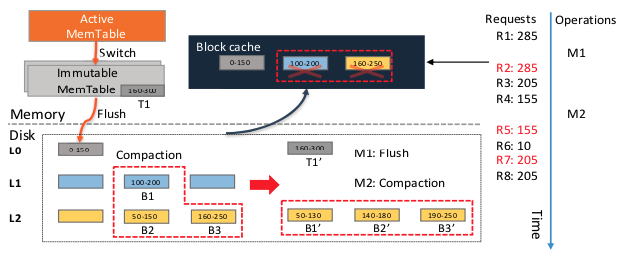 Active
MemTable
Switch
Immutable
MemTable
160-300
T1
Memory
Flush
Disk
Block cache
0-150
100-200
160-250
Requests
Operations
R1: 285
M1
R2: 285
R3: 205
R4: 155
M2
R5: 155
R6: 10
R7: 205
R8: 205
Time
L0
0-150
Compaction
160-300
T1'
M1: Flush
L1
100-200
B1
M2: Compaction
L2
50-150
160-250
B2
B3
50-130
140-180
190-250
B1'
B2'
B3'